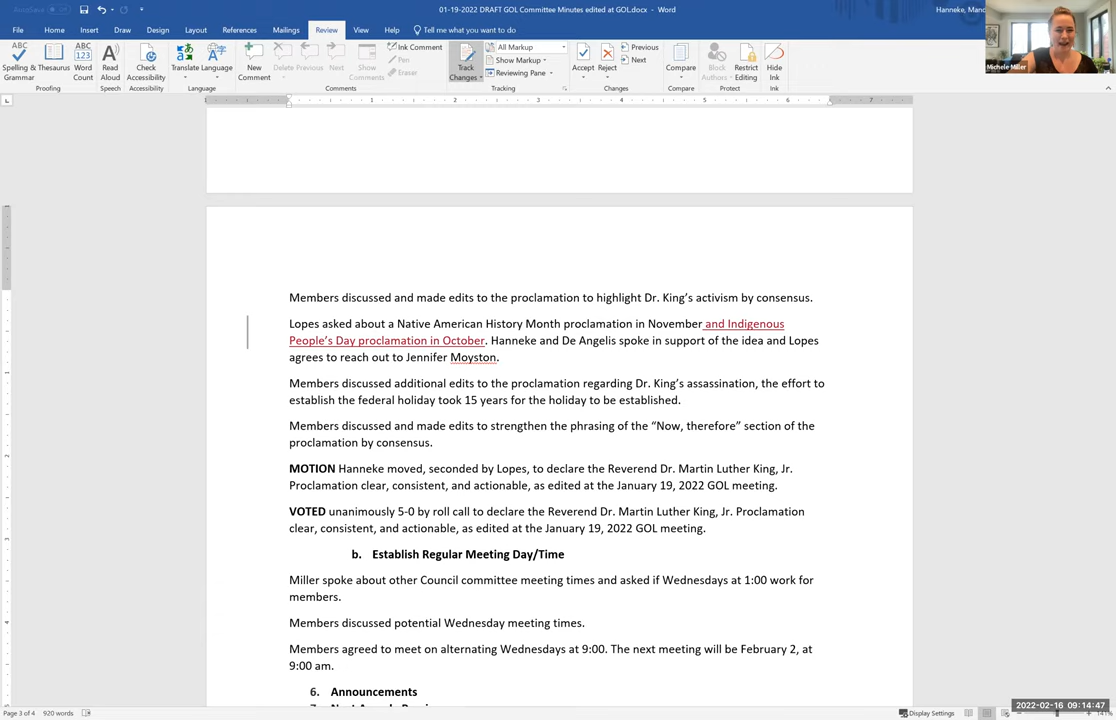 AutoSave
01-19-2022 DRAFT GOL Committee Minutes edited at GOL.docx - Word
Hanneke, Manc
File Home Insert Draw Design Layout References Mailings Review View Help Tell me what you want to do
Michele Miller
ABC
Spelling & Grammar
Thesaurus
ABC
123
Word Count
Read Aloud
Check Accessibility
Translate
Language
New Comment
Delete
Previous
Next
Show Comments
Ink Comment
Pen
Eraser
Track Changes
All Markup
Show Markup
Reviewing Pane
Accept
Reject
Previous
Next
Compare
Block Authors
Restrict Editing
Hide Ink
Proofing Speech Accessibility Language Comments Tracking Changes Compare Protect Ink
1 2 3 4 5 6 7
Members discussed and made edits to the proclamation to highlight Dr. King's activism by consensus.
Lopes asked about a Native American History Month proclamation in November and Indigenous
People's Day proclamation in October. Hanneke and De Angelis spoke in support of the idea and Lopes
agrees to reach out to Jennifer Moyston.
Members discussed additional edits to the proclamation regarding Dr. King's assassination, the effort to
establish the federal holiday took 15 years for the holiday to be established.
Members discussed and made edits to strengthen the phrasing of the “Now, therefore” section of the
proclamation by consensus.
MOTION Hanneke moved, seconded by Lopes, to declare the Reverend Dr. Martin Luther King, Jr.
Proclamation clear, consistent, and actionable, as edited at the January 19, 2022 GOL meeting.
VOTED unanimously 5-0 by roll call to declare the Reverend Dr. Martin Luther King, Jr. Proclamation
clear, consistent, and actionable, as edited at the January 19, 2022 GOL meeting.
b. Establish Regular Meeting Day/Time
Miller spoke about other Council committee meeting times and asked if Wednesdays at 1:00 work for
members.
Members discussed potential Wednesday meeting times.
Members agreed to meet on alternating Wednesdays at 9:00. The next meeting will be February 2, at
9:00 am.
6. Announcements
Page 3 of 4 920 words
Display Settings
2022-02-16 09:14:47